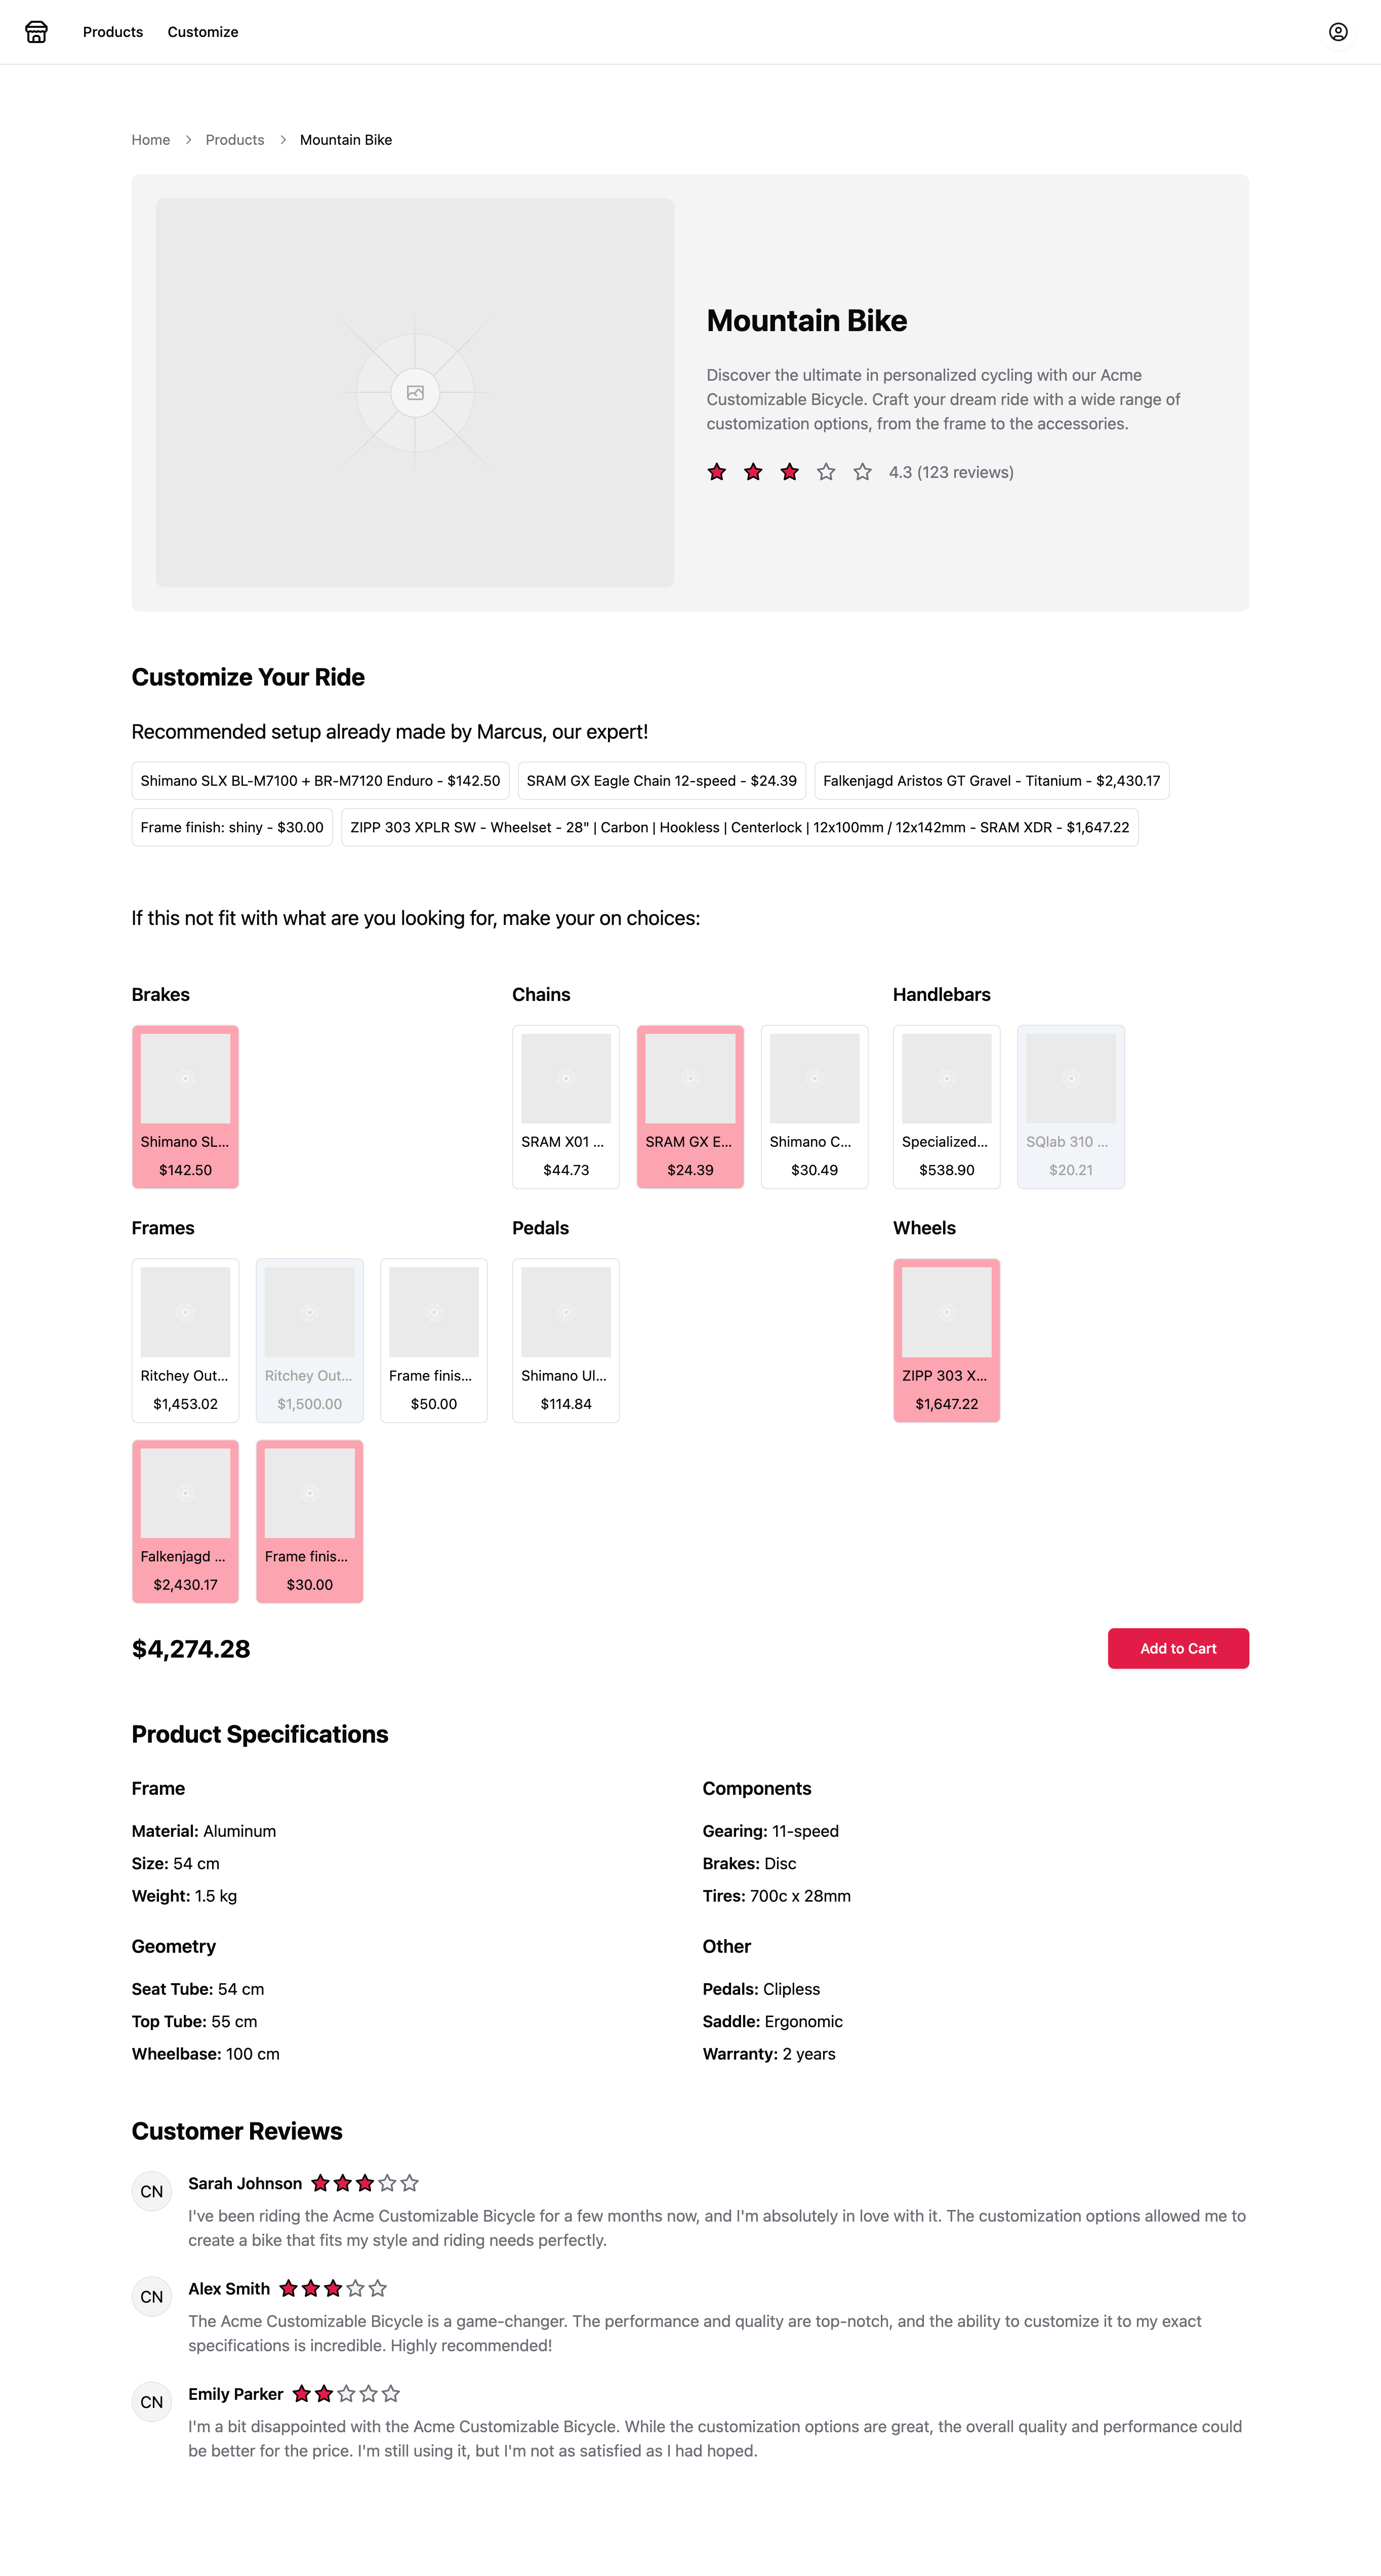 Products
Customize
Home
Products
Mountain Bike
Mountain Bike
Discover the ultimate in personalized cycling with our Acme
Customizable Bicycle. Craft your dream ride with a wide range of
customization options, from the frame to the accessories.
4.3 (123 reviews)
Customize Your Ride
Recommended setup already made by Marcus, our expert!
Shimano SLX BL-M7100 + BR-M7120 Enduro - $142.50
SRAM GX Eagle Chain 12-speed - $24.39
Falkenjagd Aristos GT Gravel - Titanium - $2,430.17
Frame finish: shiny - $30.00
ZIPP 303 XPLR SW - Wheelset - 28" | Carbon | Hookless | Centerlock | 12x100mm / 12x142mm - SRAM XDR - $1,647.22
If this not fit with what are you looking for, make your on choices:
Brakes
Shimano SL...
$142.50
Chains
SRAM X01 ...
$44.73
SRAM GX E...
$24.39
Shimano C...
$30.49
Handlebars
Specialized...
$538.90
SQlab 310 ...
$20.21
Frames
Ritchey Out...
$1,453.02
Ritchey Out...
$1,500.00
Frame finis...
$50.00
Falkenjagd ...
$2,430.17
Frame finis...
$30.00
Pedals
Shimano Ul...
$114.84
Wheels
ZIPP 303 X...
$1,647.22
$4,274.28
Add to Cart
Product Specifications
Frame
Material: Aluminum
Size: 54 cm
Weight: 1.5 kg
Components
Gearing: 11-speed
Brakes: Disc
Tires: 700c x 28mm
Geometry
Seat Tube: 54 cm
Top Tube: 55 cm
Wheelbase: 100 cm
Other
Pedals: Clipless
Saddle: Ergonomic
Warranty: 2 years
Customer Reviews
CN
Sarah Johnson
I've been riding the Acme Customizable Bicycle for a few months now, and I'm absolutely in love with it. The customization options allowed me to
create a bike that fits my style and riding needs perfectly.
CN
Alex Smith
The Acme Customizable Bicycle is a game-changer. The performance and quality are top-notch, and the ability to customize it to my exact
specifications is incredible. Highly recommended!
CN
Emily Parker
I'm a bit disappointed with the Acme Customizable Bicycle. While the customization options are great, the overall quality and performance could
be better for the price. I'm still using it, but I'm not as satisfied as I had hoped.